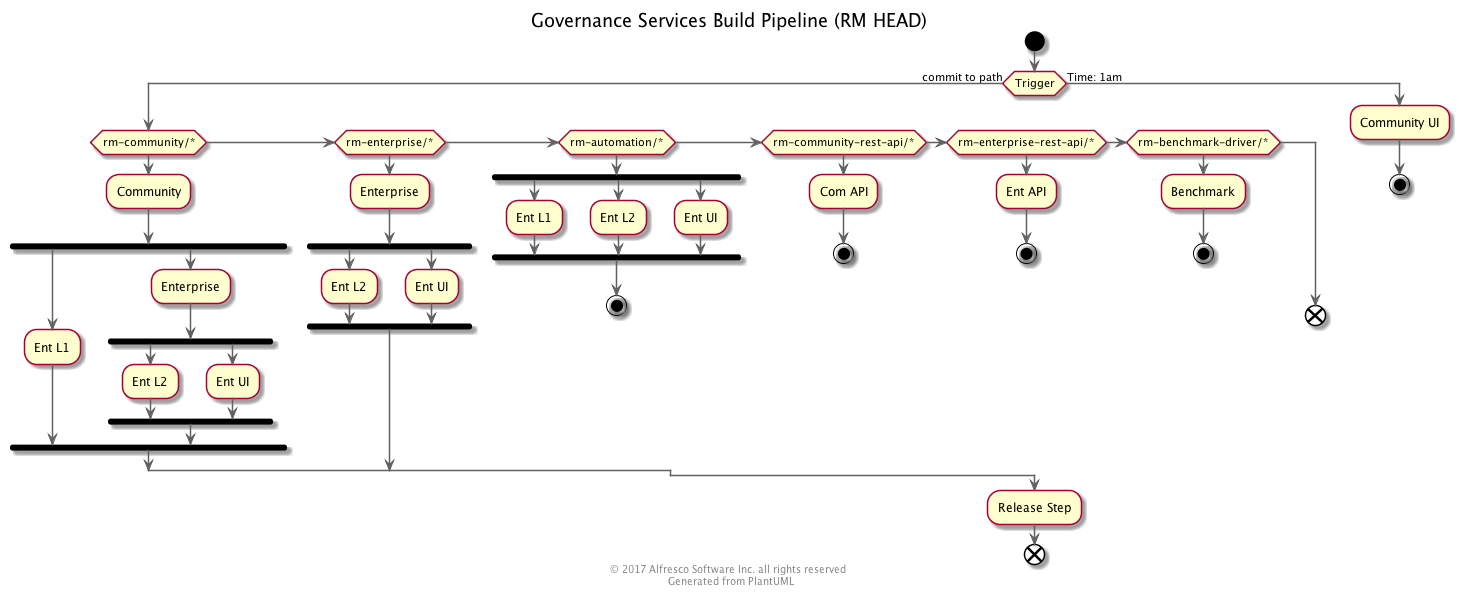 Governance Services Build Pipeline (RM HEAD)
commit to path
Trigger
Time: 1am
Community UI
rm-community/*
rm-enterprise/*
rm-automation/*
rm-community-rest-api/*
rm-enterprise-rest-api/*
rm-benchmark-driver/*
Community
Enterprise
Ent L1
Ent L2
Ent UI
Com API
Ent API
Benchmark
Enterprise
Ent L2
Ent UI
Ent L1
Ent L2
Ent UI
Release Step
© 2017 Alfresco Software Inc. all rights reserved
Generated from PlantUML